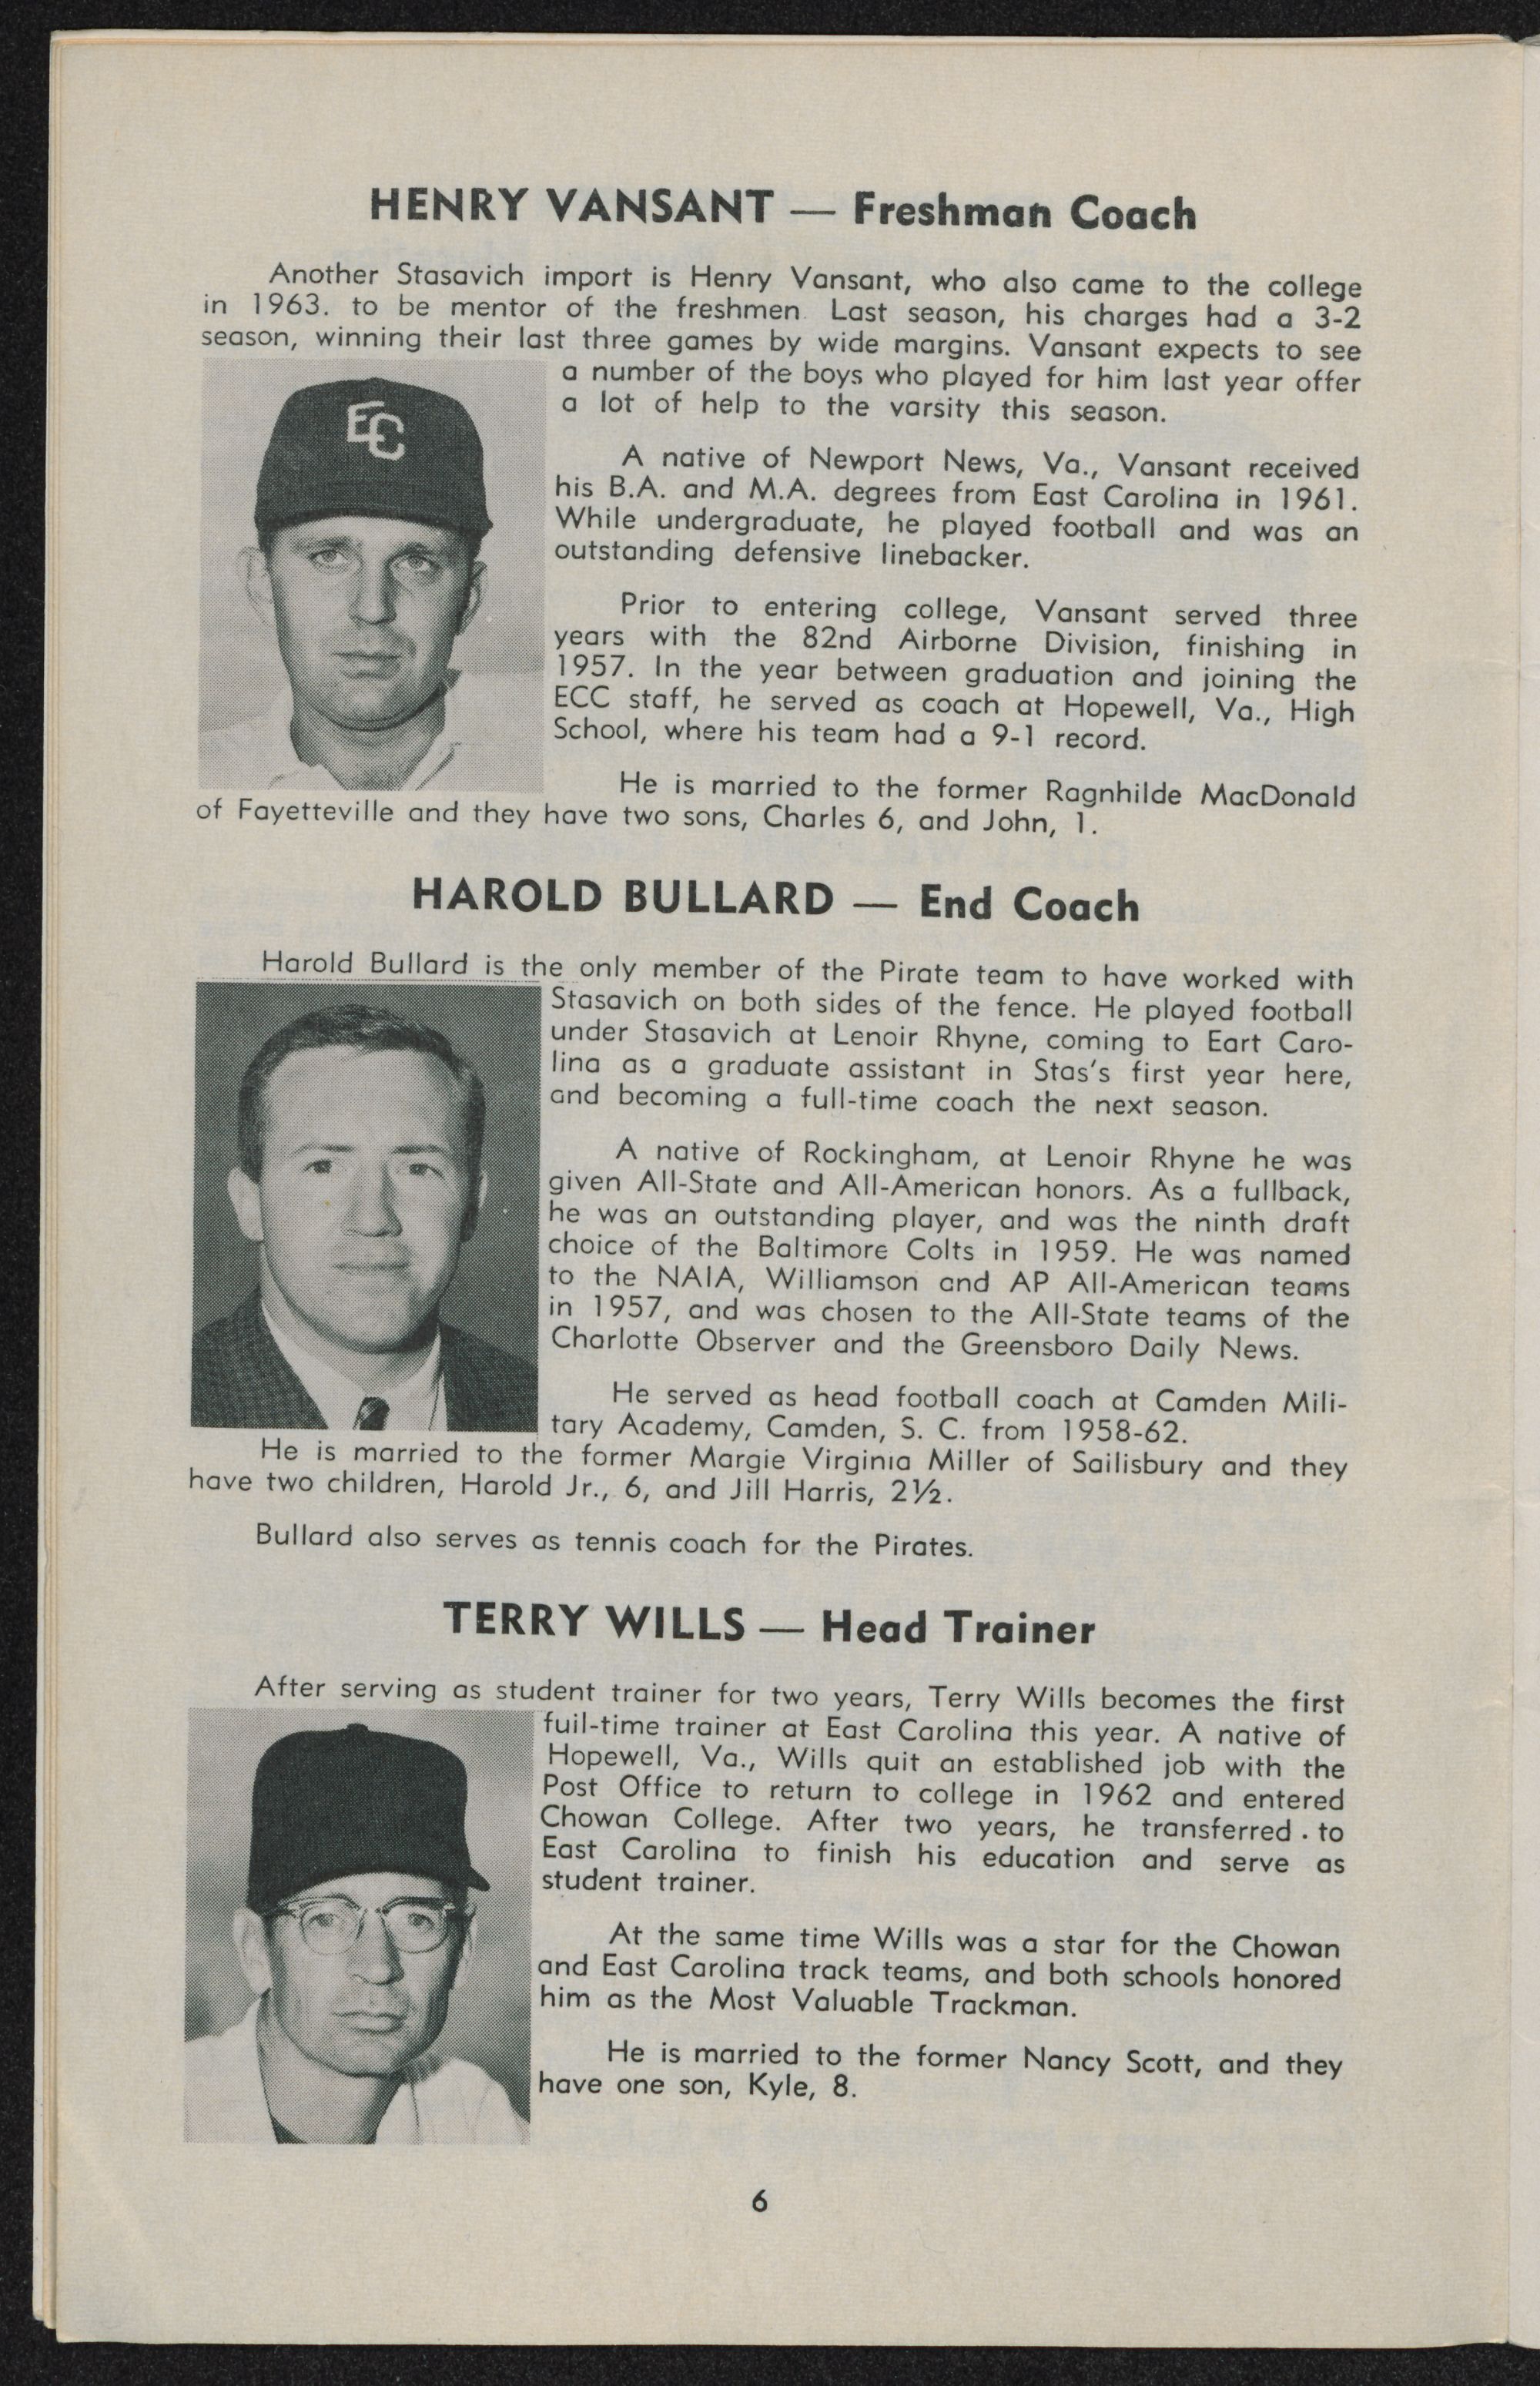 HENRY VANSANT — Freshman Coach
Another Stasavich import is Henry Vansant, who also came to the college
in 1963. to be mentor of the freshmen. Last season, his charges had a 3-2
season, winning their last three games by wide margins. Vansant expects to see
a number of the boys who played for him last year offer
a lot of help to the varsity this season.
EC
A native of Newport News, Va., Vansant received
his B.A. and M.A. degrees from East Carolina in 1961.
While undergraduate, he played football and was an
outstanding defensive linebacker.
Prior to entering college, Vansant served three
years with the 82nd Airborne Division, finishing in
1957. In the year between graduation and joining the
ECC staff, he served as coach at Hopewell, Va., High
School, where his team had a 9-1 record.
He is married to the former Ragnhilde MacDonald
of Fayetteville and they have two sons, Charles 6, and John, 1.
HAROLD BULLARD — End Coach
Harold Bullard is the only member of the Pirate team to have worked with
Stasavich on both sides of the fence. He played football
under Stasavich at Lenoir Rhyne, coming to Eart Caro-
lina as a graduate assistant in Stas's first year here,
and becoming a full-time coach the next season.
A native of Rockingham, at Lenoir Rhyne he was
given All-State and All-American honors. As a fullback,
he was an outstanding player, and was the ninth draft
choice of the Baltimore Colts in 1959. He was named
to the NAIA, Williamson and AP All-American teams
in 1957, and was chosen to the All-State teams of the
Charlotte Observer and the Greensboro Daily News.
He served as head football coach at Camden Mili-
tary Academy, Camden, S. C. from 1958-62.
He is married to the former Margie Virginia Miller of Sailisbury and they
have two children, Harold Jr., 6, and Jill Harris, 2½.
Bullard also serves as tennis coach for the Pirates.
TERRY WILLS — Head Trainer
After serving as student trainer for two years, Terry Wills becomes the first
fuil-time trainer at East Carolina this year. A native of
Hopewell, Va., Wills quit an established job with the
Post Office to return to college in 1962 and entered
Chowan College. After two years, he transferred . to
East Carolina to finish his education and serve as
student trainer.
At the same time Wills was a star for the Chowan
and East Carolina track teams, and both schools honored
him as the Most Valuable Trackman.
He is married to the former Nancy Scott, and they
have one son, Kyle, 8.
6